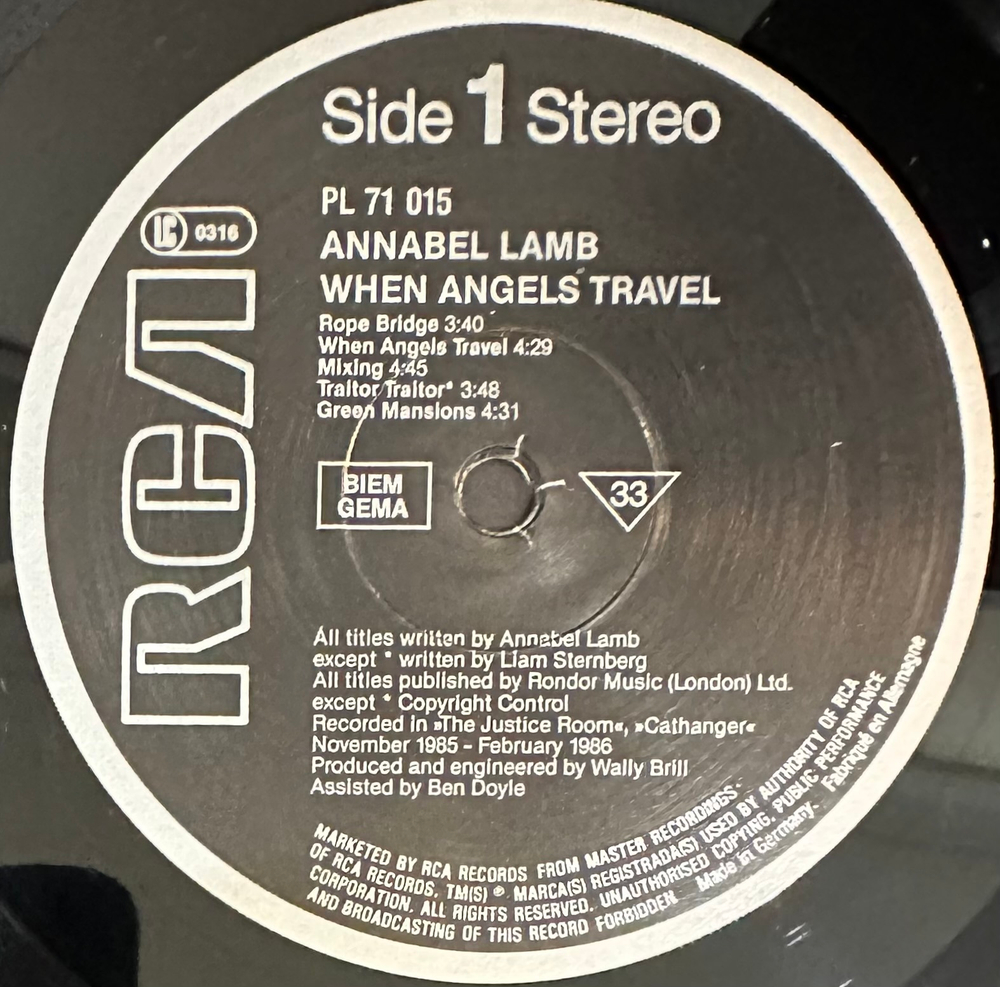 Side 1 Stereo
PL 71 015
LC 0316
ANNABEL LAMB
WHEN ANGELS TRAVEL
Rope Bridge 3:40
When Angels Travel 4:29
Mixing 4:45
Traitor Traitor* 3:48
Green Mansions 4:31
RCA
BIEM
GEMA
33
All titles written by Annabel Lamb
except * written by Liam Sternberg
All titles published by Rondor Music (London) Ltd.
except * Copyright Control
Recorded in »The Justice Room«, »Cathanger«
November 1985 - February 1986
Produced and engineered by Wally Brill
Assisted by Ben Doyle
MARKETED BY RCA RECORDS FROM MASTER RECORDINGS
OF RCA RECORDS. TM(S) ® MARCA(S) REGISTRADA(S) USED BY AUTHORITY OF RCA
CORPORATION. ALL RIGHTS RESERVED. UNAUTHORISED COPYING. PUBLIC PERFORMANCE
AND BROADCASTING OF THIS RECORD FORBIDDEN Made in Germany. Fabriqué en Allemagne